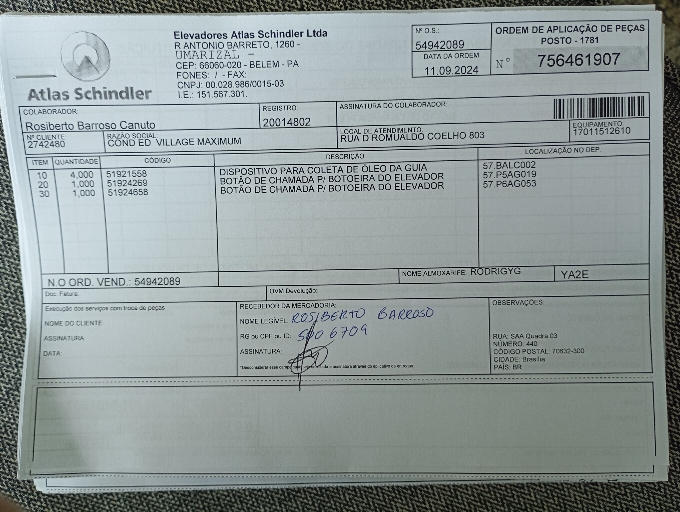 Elevadores Atlas Schindler Ltda
R ANTONIO BARRETO, 1260 -
UMARIZAL -
CEP: 66060-020 - BELEM - PA
FONES: / - FAX:
CNPJ: 00.028.986/0015-03
I.E.: 151.567.301.
Atlas Schindler
Nº O.S.:
54942089
DATA DA ORDEM
11.09.2024
ORDEM DE APLICAÇÃO DE PEÇAS
POSTO - 1781
N° 756461907
COLABORADOR:
Rosiberto Barroso Canuto
REGISTRO:
20014802
ASSINATURA DO COLABORADOR:
Nº CLIENTE
2742480
RAZÃO SOCIAL
COND ED VILLAGE MAXIMUM
LOCAL DE ATENDIMENTO
RUA D ROMUALDO COELHO 803
EQUIPAMENTO:
17011512610
ITEM QUANTIDADE CÓDIGO DESCRIÇÃO LOCALIZAÇÃO NO DEP.
10 4,000 51921558 DISPOSITIVO PARA COLETA DE ÓLEO DA GUIA 57.BALC002
20 1,000 51924269 BOTÃO DE CHAMADA P/ BOTOEIRA DO ELEVADOR 57.P5AG019
30 1,000 51924658 BOTÃO DE CHAMADA P/ BOTOEIRA DO ELEVADOR 57.P6AG053
N.O ORD. VEND.: 54942089
NOME ALMOXARIFE. RODRIGYG
YA2E
Doc. Fatura:
Devolução:
Execução dos serviços com troca de peças
NOME DO CLIENTE
ASSINATURA
DATA:
RECEBEDOR DA MERCADORIA:
NOME LEGÍVEL: ROSIBERTO BARROSO
RG ou CPF ou ID:
ASSINATURA:
OBSERVAÇÕES:
RUA: SAA Quadra 03
NÚMERO: 440
CÓDIGO POSTAL: 70632-300
CIDADE: Brasília
PAÍS: BR